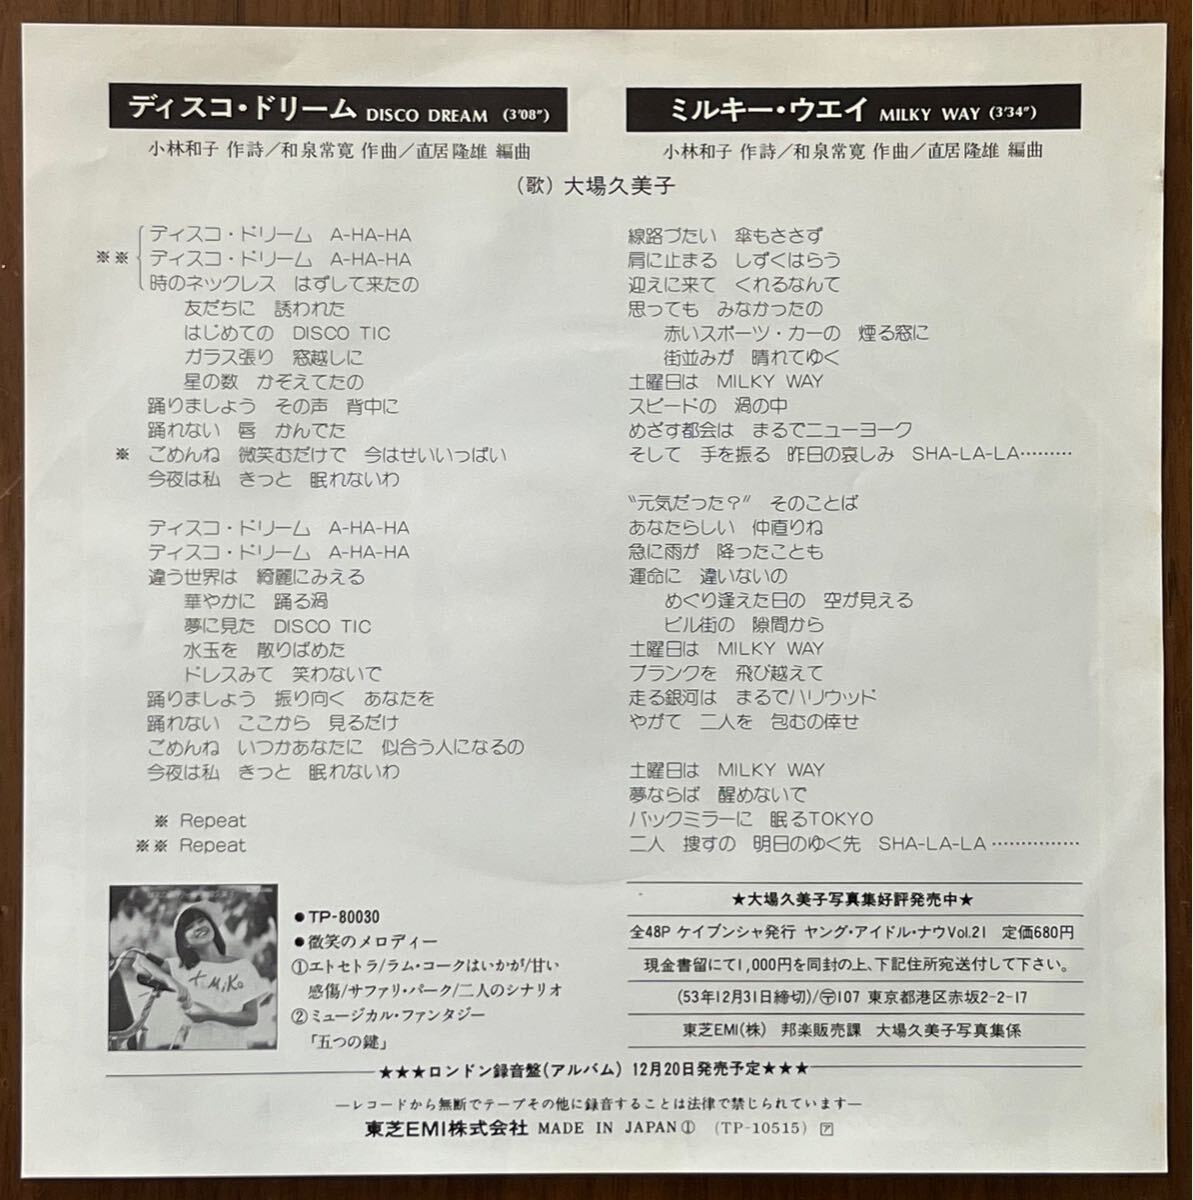 ディスコ・ドリーム DISCO DREAM (3'08")
小林和子 作詩/和泉常寛 作曲/直居隆雄 編曲
ミルキー・ウエイ MILKY WAY (3'34")
小林和子 作詩/和泉常寛 作曲/直居隆雄 編曲
(歌) 大場久美子
ディスコ・ドリーム A-HA-HA
※※ ディスコ・ドリーム A-HA-HA
時のネックレス はずして来たの
友だちに 誘われた
はじめての DISCO TIC
ガラス張り 窓越しに
星の数 かぞえてたの
踊りましょう その声 背中に
踊れない 唇 かんでた
※ ごめんね 微笑むだけで 今はせいいっぱい
今夜は私 きっと 眠れないわ
ディスコ・ドリーム A-HA-HA
ディスコ・ドリーム A-HA-HA
違う世界は 綺麗にみえる
華やかに 踊る渦
夢に見た DISCO TIC
水玉を 散りばめた
ドレスみて 笑わないで
踊りましょう 振り向く あなたを
踊れない ここから 見るだけ
ごめんね いつかあなたに 似合う人になるの
今夜は私 きっと 眠れないわ
※ Repeat
※※ Repeat
線路づたい 傘もささず
肩に止まる しずくはらう
迎えに来て くれるなんて
思っても みなかったの
赤いスポーツ・カーの 煙る窓に
街並みが 晴れてゆく
土曜日は MILKY WAY
スピードの 渦の中
めざす都会は まるでニューヨーク
そして 手を振る 昨日の哀しみ SHA-LA-LA………
"元気だった?" そのことば
あなたらしい 仲直りね
急に雨が 降ったことも
運命に 違いないの
めぐり逢えた日の 空が見える
ビル街の 隙間から
土曜日は MILKY WAY
ブランクを 飛び越えて
走る銀河は まるでハリウッド
やがて 二人を 包むの倖せ
土曜日は MILKY WAY
夢ならば 醒めないで
バックミラーに 眠るTOKYO
二人 捜すの 明日のゆく先 SHA-LA-LA……………
T. Miko
●TP-80030
●微笑のメロディー
①エトセトラ/ラム・コークはいかが/甘い
感傷/サファリ・パーク/二人のシナリオ
②ミュージカル・ファンタジー
「五つの鍵」
★大場久美子写真集好評発売中★
全48P ケイブンシャ発行 ヤング・アイドル・ナウVol.21 定価680円
現金書留にて1,000円を同封の上、下記住所宛送付して下さい。
(53年12月31日締切)/〒107 東京都港区赤坂2-2-17
東芝EMI(株) 邦楽販売課 大場久美子写真集係
★★★ロンドン録音盤(アルバム) 12月20日発売予定★★★
—レコードから無断でテープその他に録音することは法律で禁じられています—
東芝EMI株式会社 MADE IN JAPAN① (TP-10515) ア